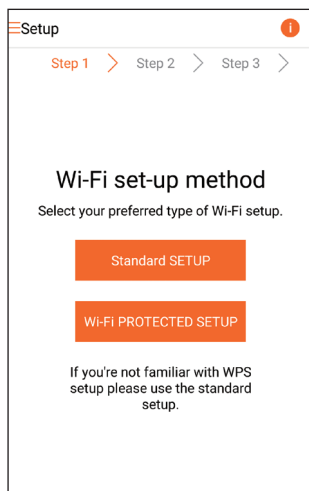 Setup
i
Step 1 Step 2 Step 3
Wi-Fi set-up method
Select your preferred type of Wi-Fi setup.
Standard SETUP
Wi-Fi PROTECTED SETUP
If you're not familiar with WPS
setup please use the standard
setup.